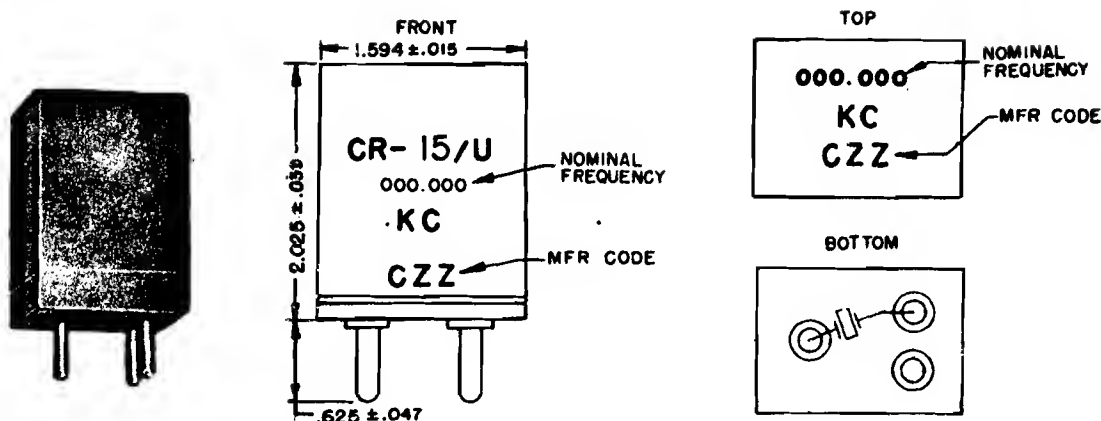 FRONT
1.594 ±.015
2.025 ±.039
CR-15/U
000.000
NOMINAL
FREQUENCY
KC
CZZ
MFR CODE
.625 ±.047
TOP
000.000
NOMINAL
FREQUENCY
KC
CZZ
MFR CODE
BOTTOM